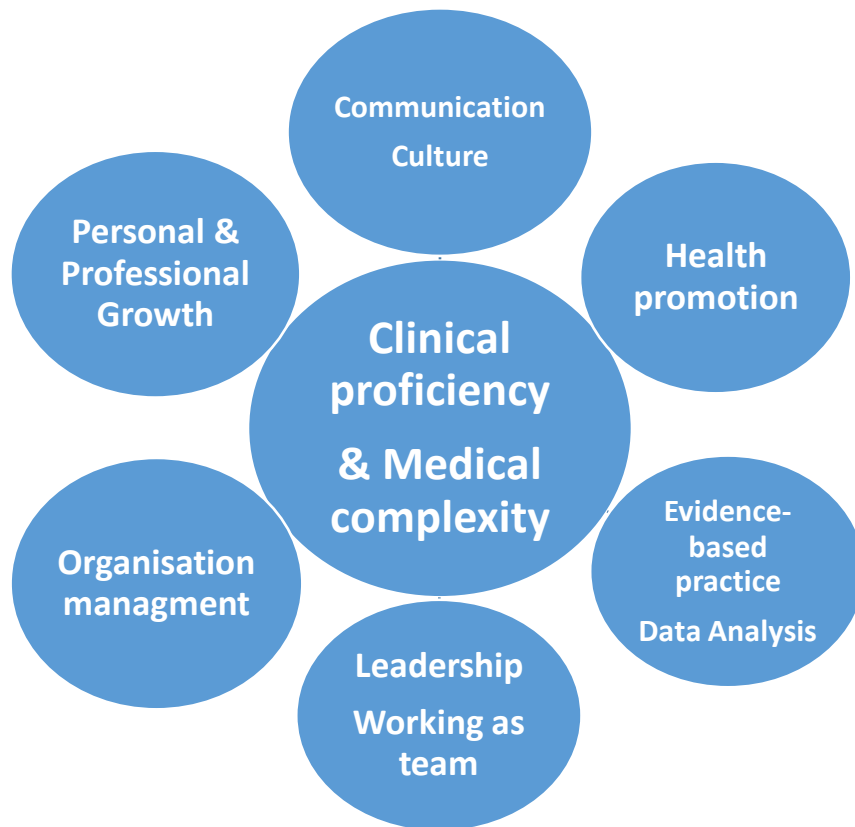 Communication
Culture
Personal &
Professional
Growth
Health
promotion
Clinical
proficiency
& Medical
complexity
Organisation
managment
Evidence-
based
practice
Data Analysis
Leadership
Working as
team